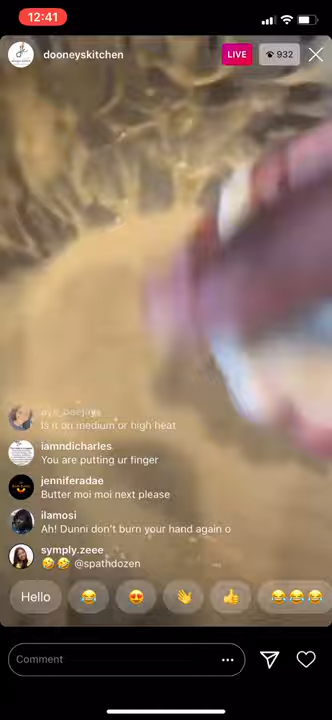 12:41
dooneyskitchen
LIVE
932
aye_beejays
Is it on medium or high heat
iamndicharles
You are putting ur finger
jenniferadae
Butter moi moi next please
ilamosi
Ah! Dunni don't burn your hand again o
symply.zeee
🤣🤣 @spathdozen
Hello 😂 😍 👋 👍 😂😂😂
Comment